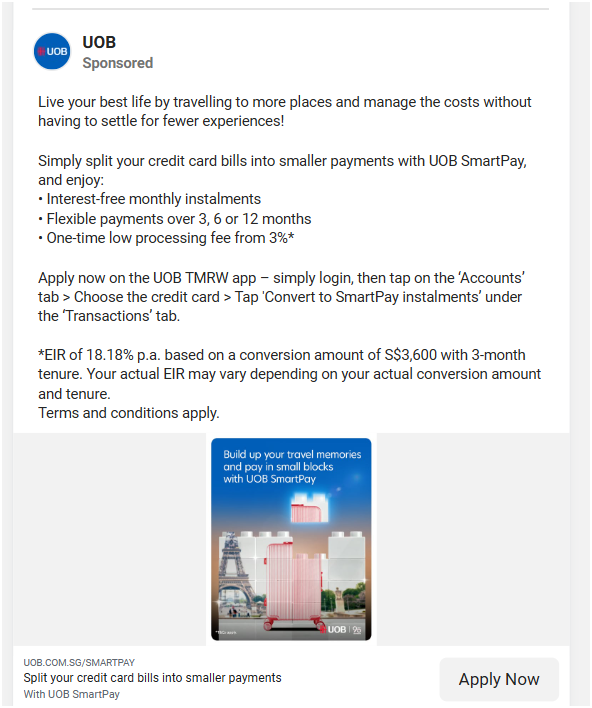 UOB
UOB
Sponsored
Live your best life by travelling to more places and manage the costs without
having to settle for fewer experiences!
Simply split your credit card bills into smaller payments with UOB SmartPay,
and enjoy:
• Interest-free monthly instalments
• Flexible payments over 3, 6 or 12 months
• One-time low processing fee from 3%*
Apply now on the UOB TMRW app – simply login, then tap on the ‘Accounts’
tab > Choose the credit card > Tap 'Convert to SmartPay instalments’ under
the ‘Transactions’ tab.
*EIR of 18.18% p.a. based on a conversion amount of S$3,600 with 3-month
tenure. Your actual EIR may vary depending on your actual conversion amount
and tenure.
Terms and conditions apply.
Build up your travel memories
and pay in small blocks
with UOB SmartPay
UOB
UOB.COM.SG/SMARTPAY
Split your credit card bills into smaller payments
With UOB SmartPay
Apply Now